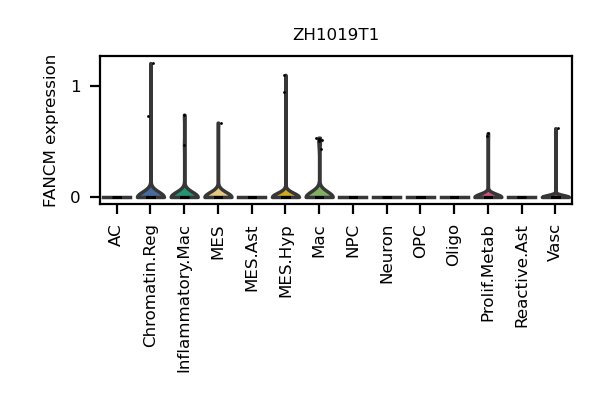 ZH1019T1
FANCM expression
1
0
AC
Chromatin.Reg
Inflammatory.Mac
MES
MES.Ast
MES.Hyp
Mac
NPC
Neuron
OPC
Oligo
Prolif.Metab
Reactive.Ast
Vasc